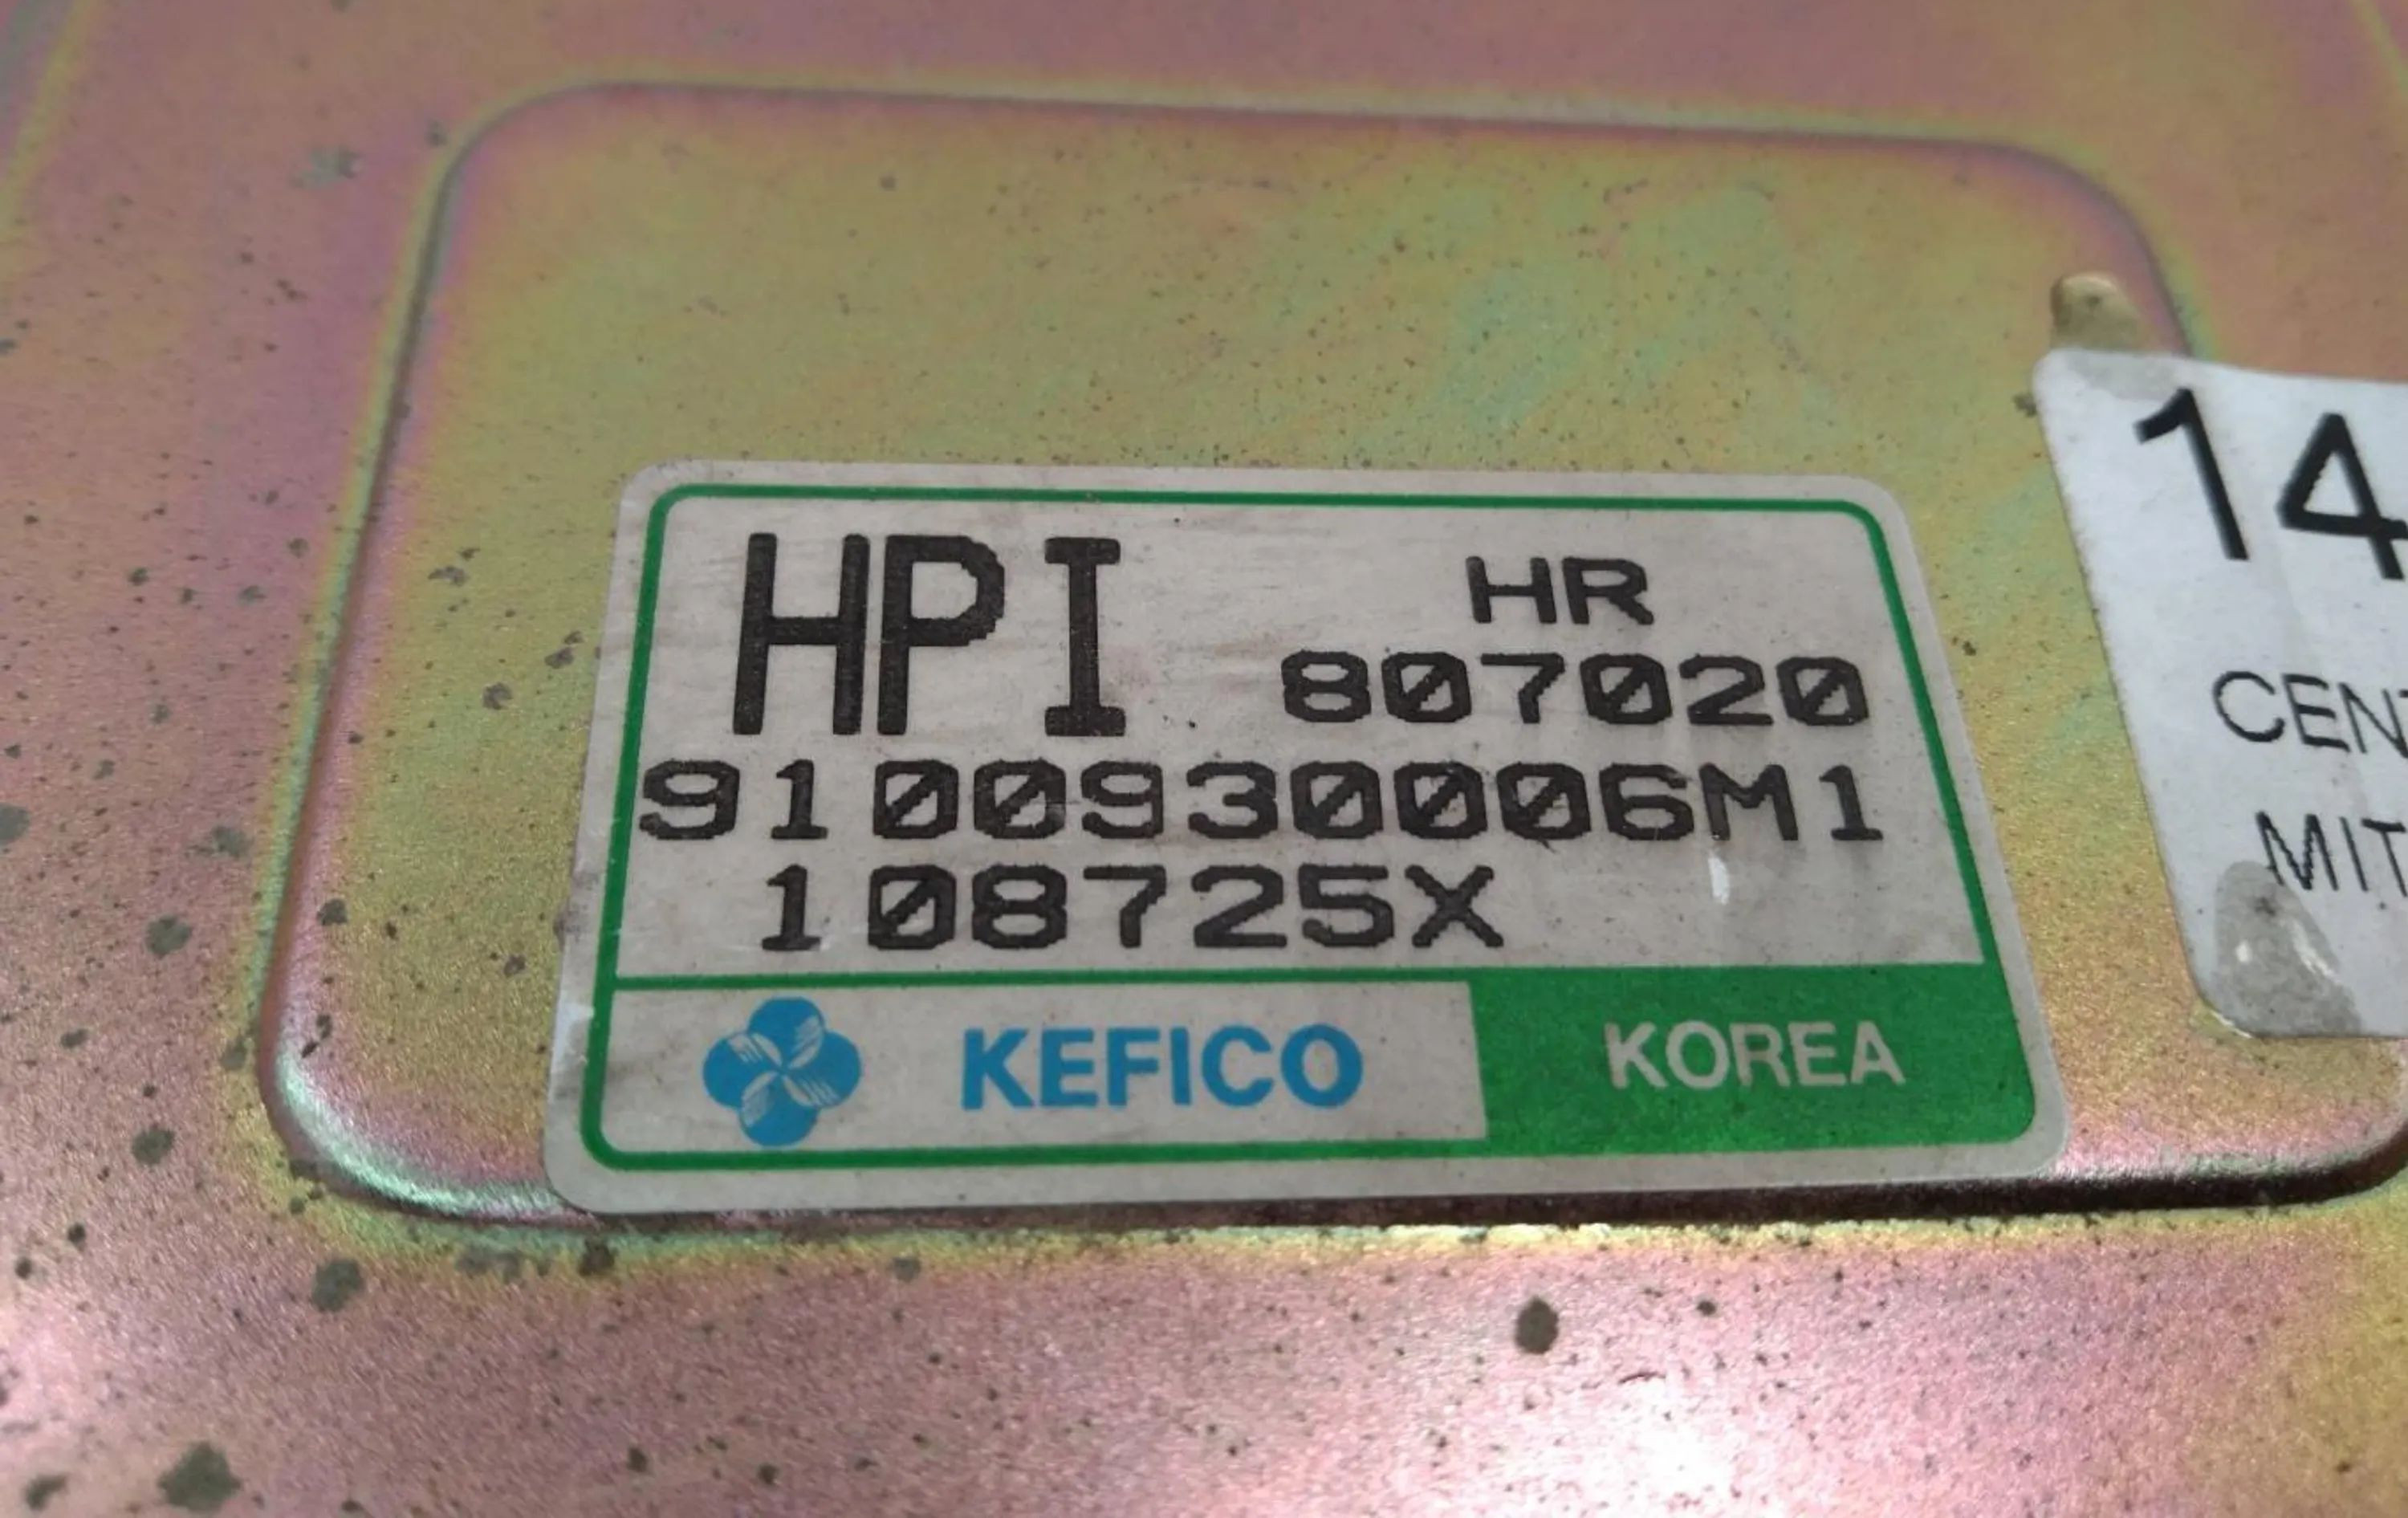 HPI HR
807020
9100930006M1
108725X
KEFICO KOREA
14
CEN
MIT